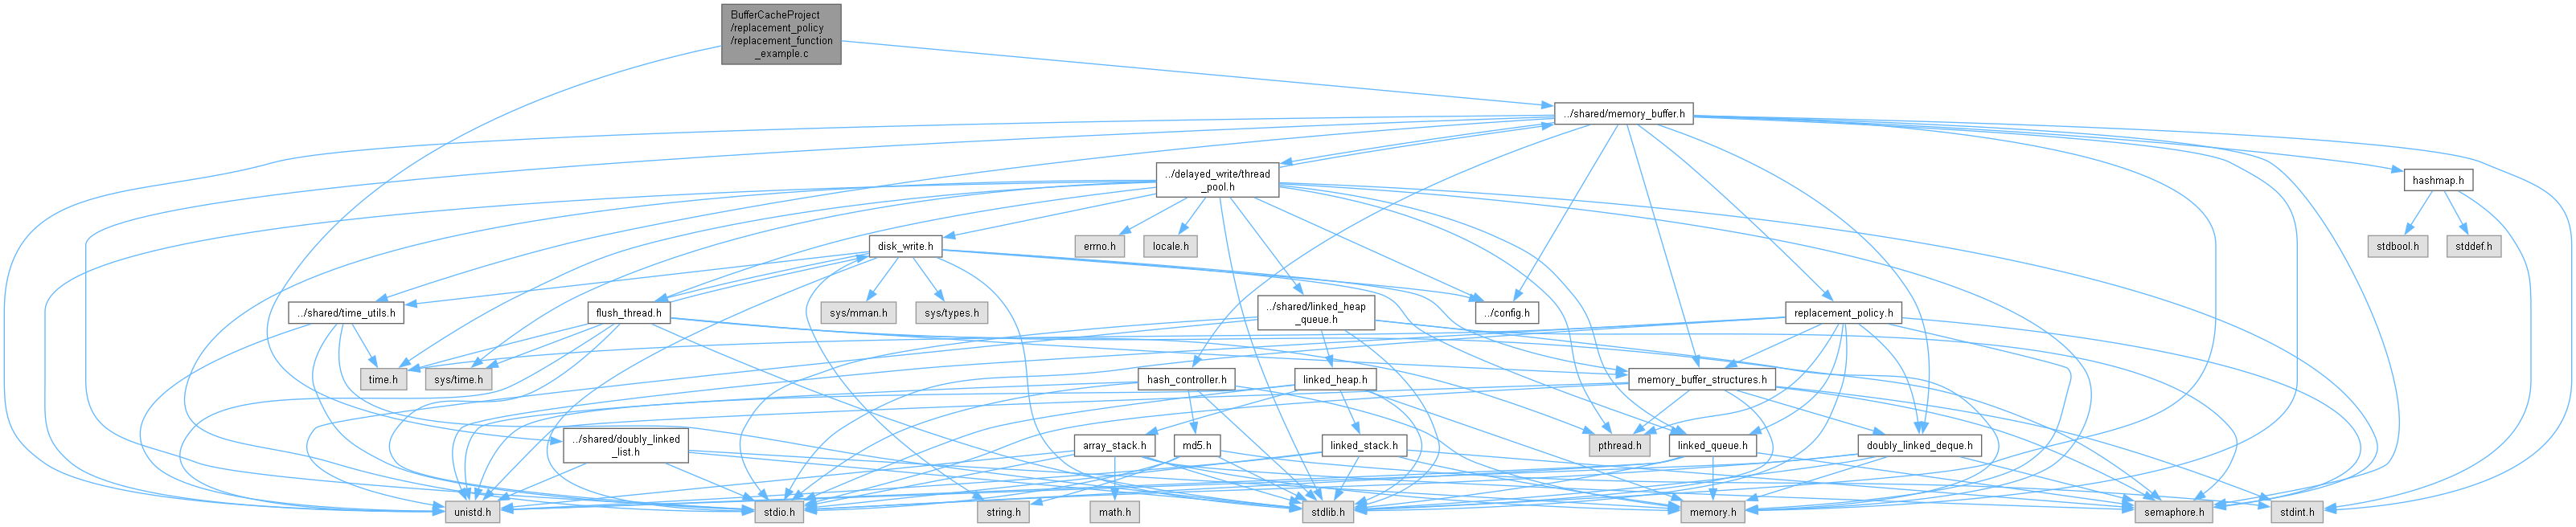 BufferCacheProject
/replacement_policy
/replacement_function
_example.c
../shared/memory_buffer.h
../delayed_write/thread
_pool.h
hashmap.h
disk_write.h
errno.h
locale.h
stdbool.h
stddef.h
../shared/time_utils.h
flush_thread.h
sys/mman.h
sys/types.h
../shared/linked_heap
_queue.h
../config.h
replacement_policy.h
time.h
sys/time.h
hash_controller.h
linked_heap.h
memory_buffer_structures.h
../shared/doubly_linked
_list.h
array_stack.h
md5.h
linked_stack.h
pthread.h
linked_queue.h
doubly_linked_deque.h
unistd.h
stdio.h
string.h
math.h
stdlib.h
memory.h
semaphore.h
stdint.h